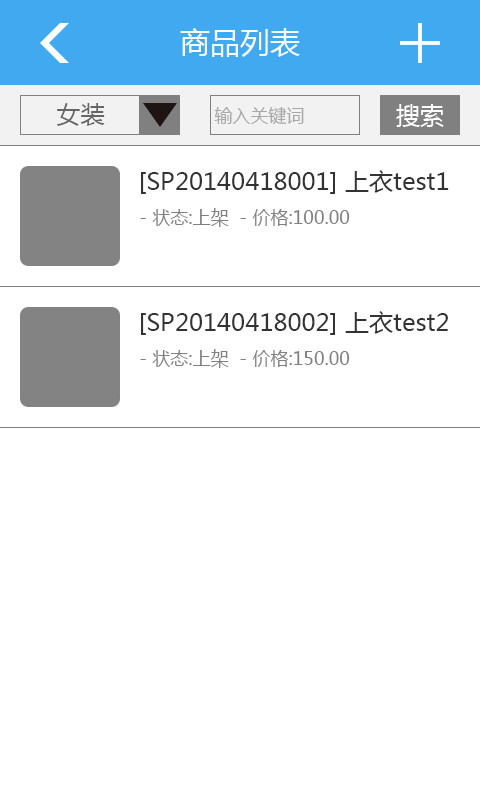 商品列表
女装 输入关键词 搜索
[SP20140418001] 上衣test1
- 状态:上架 - 价格:100.00
[SP20140418002] 上衣test2
- 状态:上架 - 价格:150.00